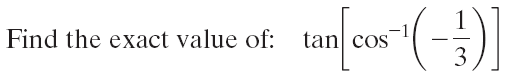 Find the exact value of: tan[cos⁻¹(-1/3)]